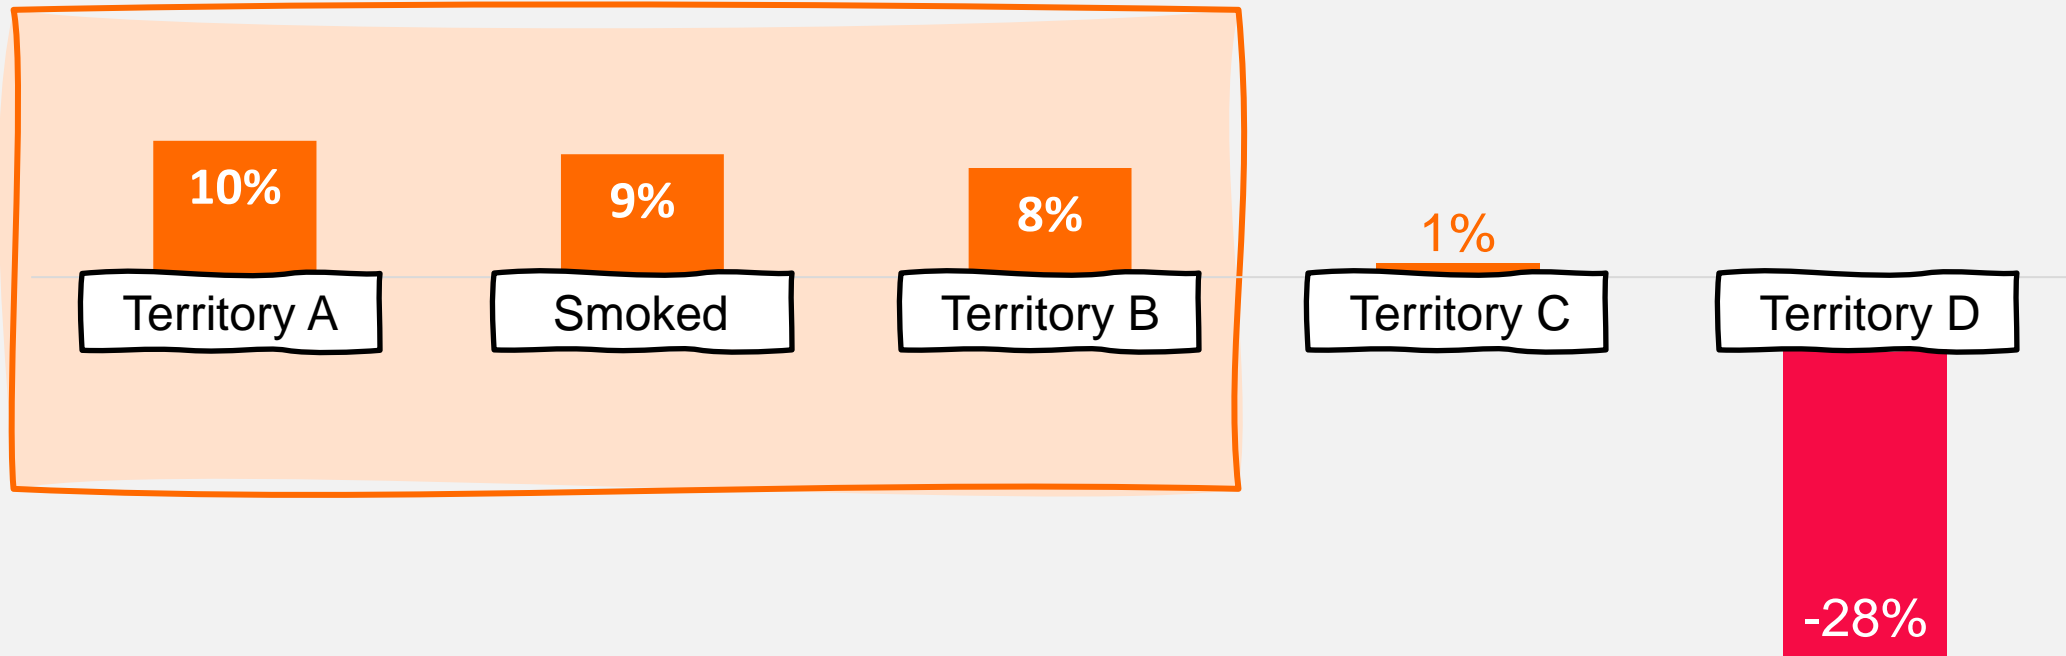 10%
9%
8%
1%
Territory A
Smoked
Territory B
Territory C
Territory D
-28%